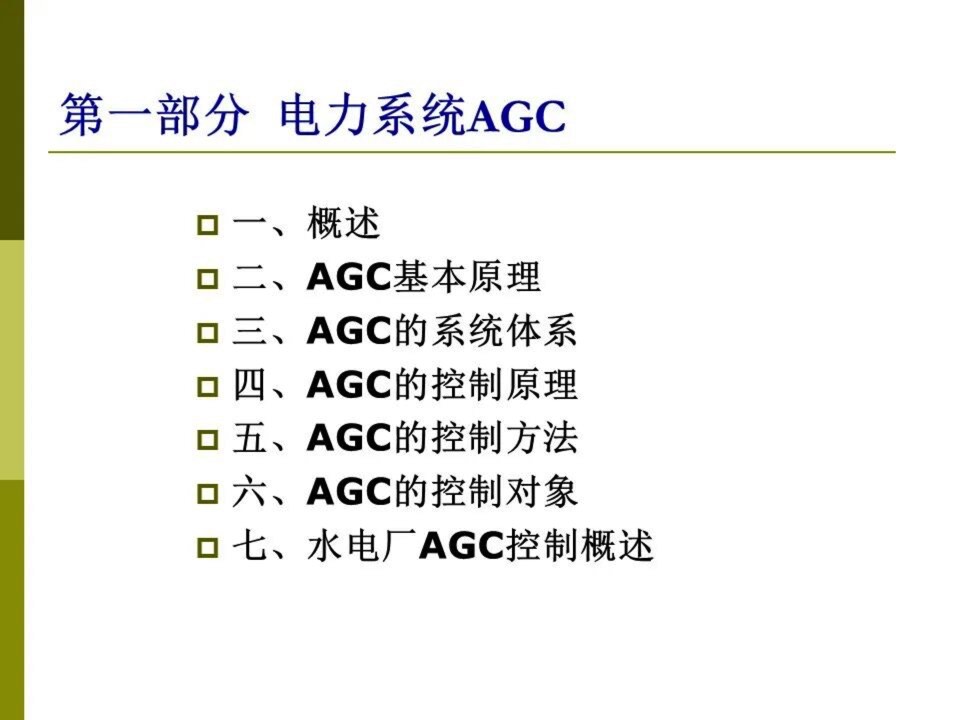 第一部分 电力系统AGC
一、概述
二、AGC基本原理
三、AGC的系统体系
四、AGC的控制原理
五、AGC的控制方法
六、AGC的控制对象
七、水电厂AGC控制概述